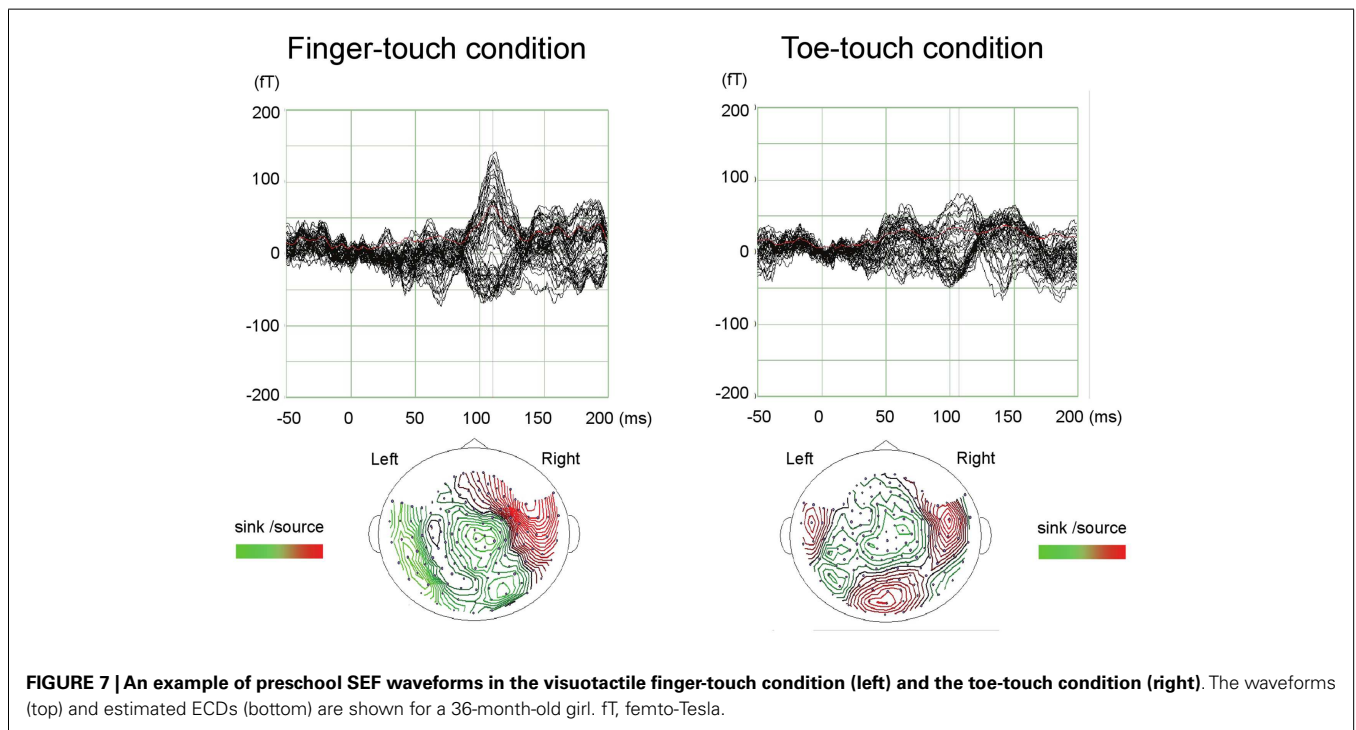 Finger-touch condition
Toe-touch condition
(fT)
(fT)
200
100
0
-100
-200
-50 0 50 100 150 200 (ms)
200
100
0
-100
-200
-50 0 50 100 150 200 (ms)
Left
Right
sink /source
Left
Right
sink /source
FIGURE 7 | An example of preschool SEF waveforms in the visuotactile finger-touch condition (left) and the toe-touch condition (right). The waveforms
(top) and estimated ECDs (bottom) are shown for a 36-month-old girl. fT, femto-Tesla.